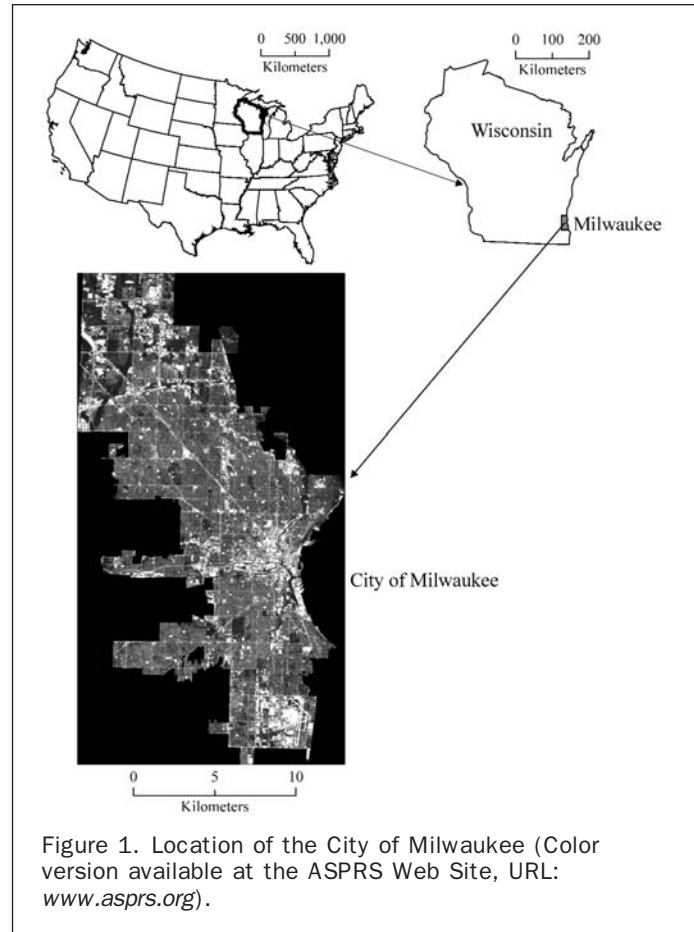 0 500 1,000
Kilometers
0 100 200
Kilometers
Wisconsin
Milwaukee
City of Milwaukee
0 5 10
Kilometers
Figure 1. Location of the City of Milwaukee (Color
version available at the ASPRS Web Site, URL:
www.asprs.org).